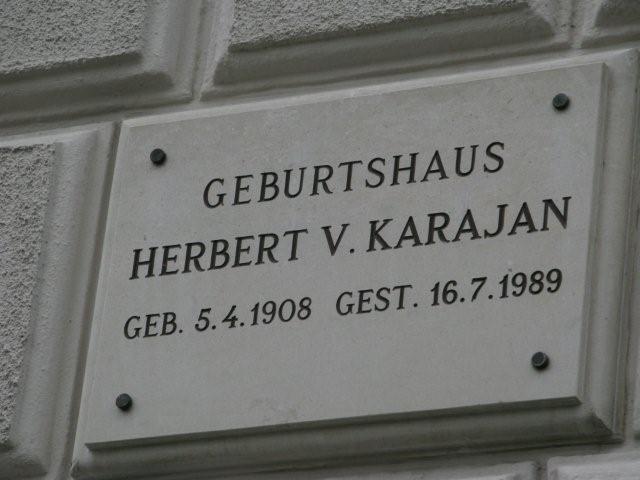 GEBURTSHAUS
HERBERT V. KARAJAN
GEB. 5.4.1908 GEST. 16.7.1989